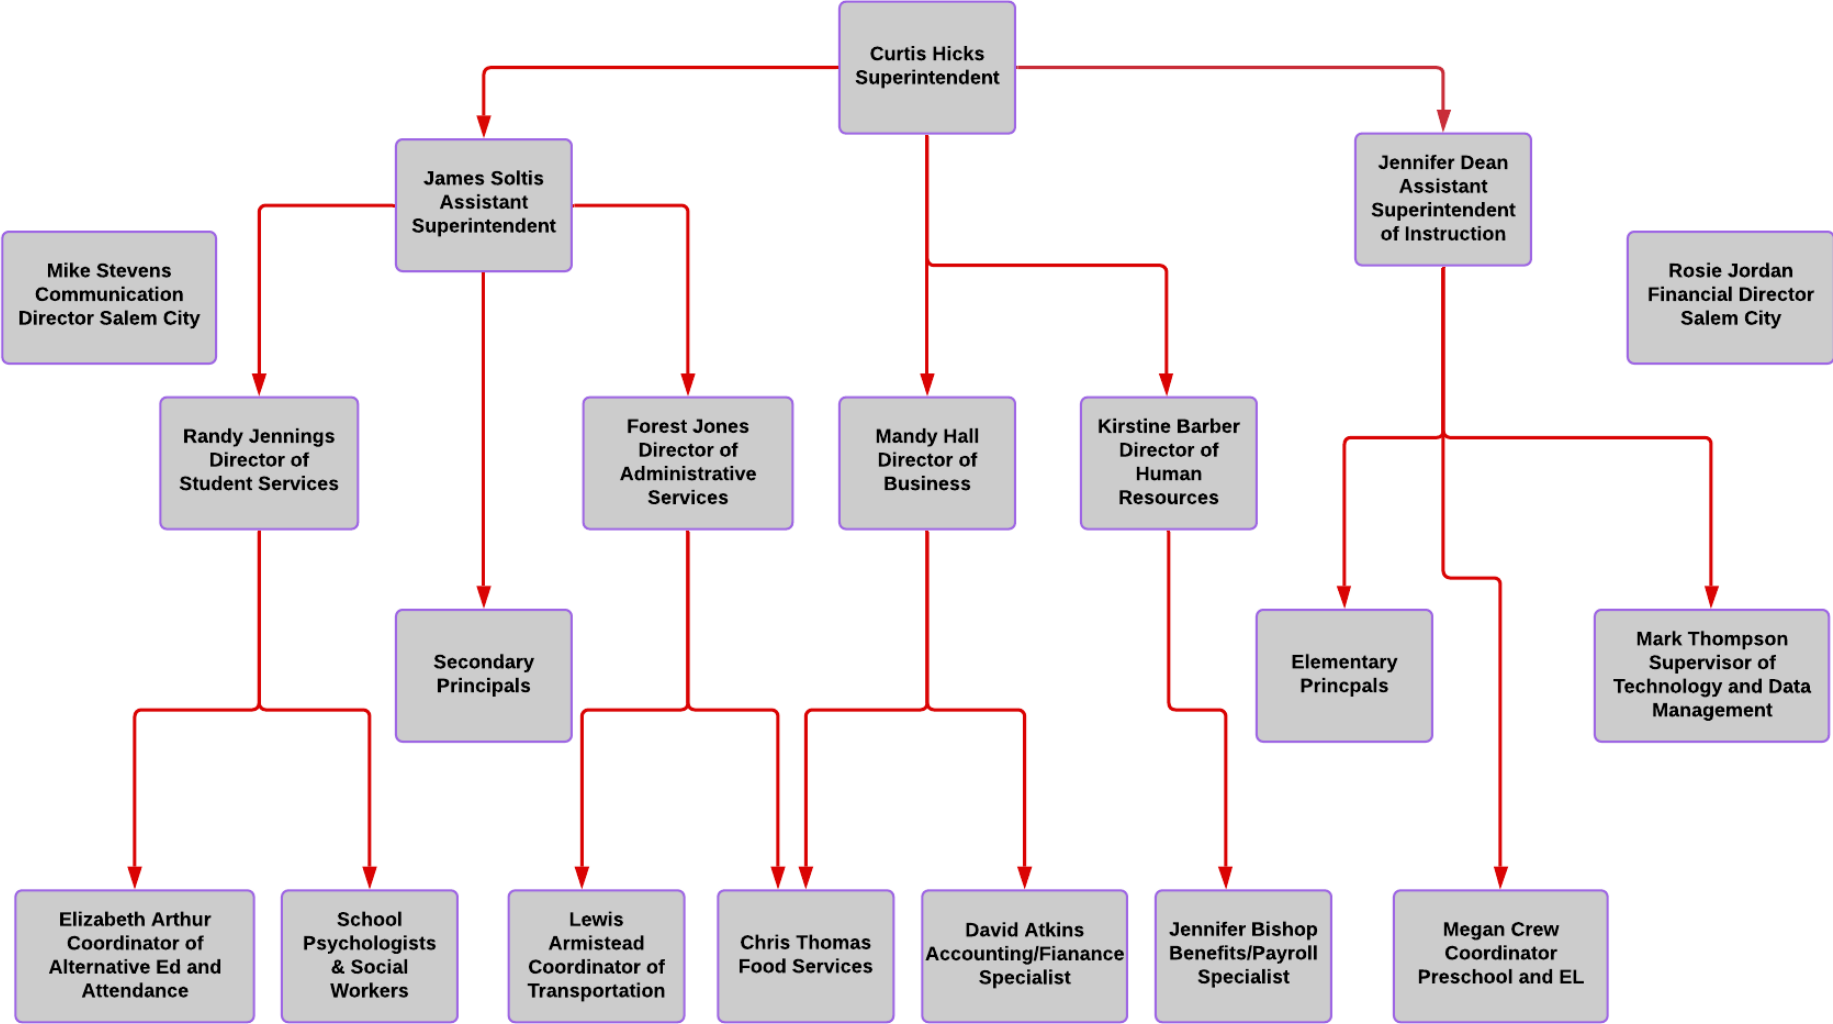 Curtis Hicks
Superintendent
James Soltis
Assistant
Superintendent
Jennifer Dean
Assistant
Superintendent
of Instruction
Mike Stevens
Communication
Director Salem City
Rosie Jordan
Financial Director
Salem City
Randy Jennings
Director of
Student Services
Forest Jones
Director of
Administrative
Services
Mandy Hall
Director of
Business
Kirstine Barber
Director of
Human
Resources
Secondary
Principals
Elementary
Princpals
Mark Thompson
Supervisor of
Technology and Data
Management
Elizabeth Arthur
Coordinator of
Alternative Ed and
Attendance
School
Psychologists
& Social
Workers
Lewis
Armistead
Coordinator of
Transportation
Chris Thomas
Food Services
David Atkins
Accounting/Fianance
Specialist
Jennifer Bishop
Benefits/Payroll
Specialist
Megan Crew
Coordinator
Preschool and EL